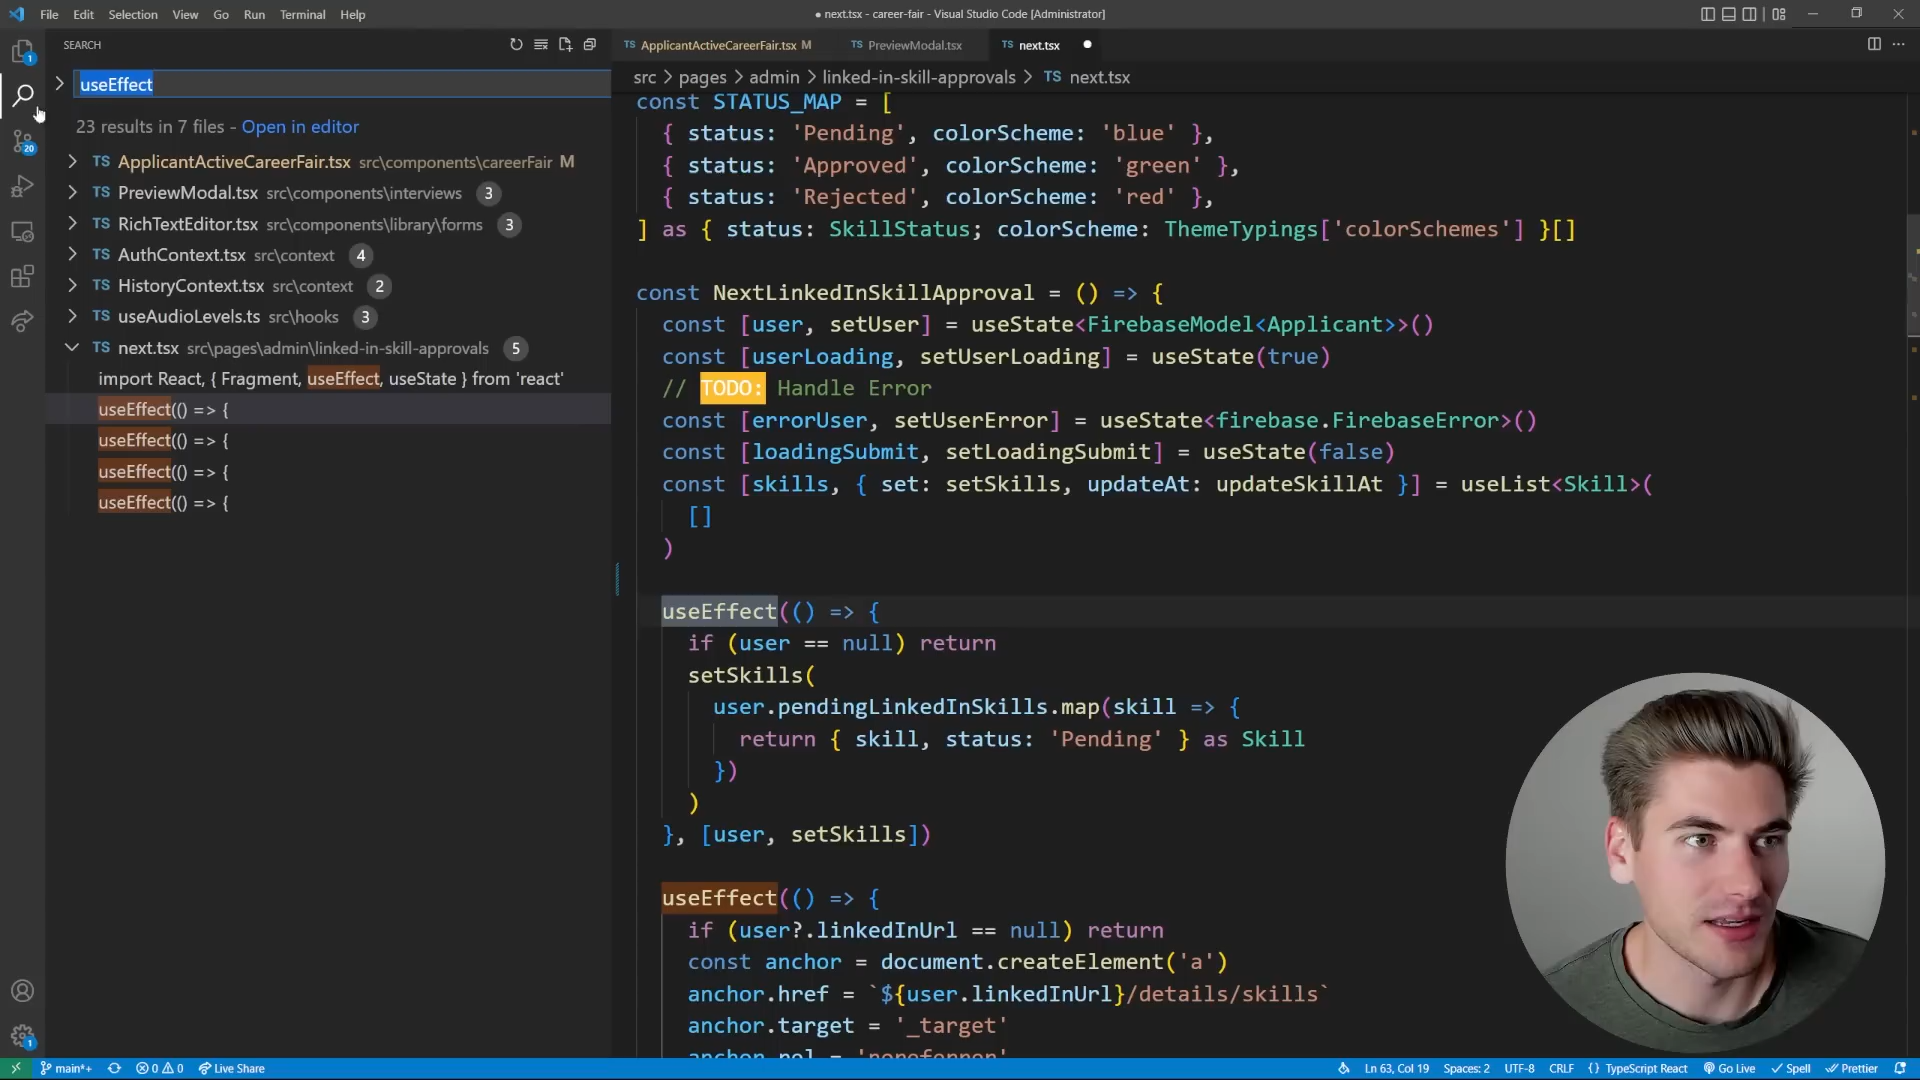 File Edit Selection View Go Run Terminal Help
● next.tsx - career-fair - Visual Studio Code [Administrator]
SEARCH
TS ApplicantActiveCareerFair.tsx M
TS PreviewModal.tsx
TS next.tsx
1
useEffect
src > pages > admin > linked-in-skill-approvals > TS next.tsx
23 results in 7 files - Open in editor
20
TS ApplicantActiveCareerFair.tsx src\components\careerFair M
TS PreviewModal.tsx src\components\interviews 3
TS RichTextEditor.tsx src\components\library\forms 3
TS AuthContext.tsx src\context 4
TS HistoryContext.tsx src\context 2
TS useAudioLevels.ts src\hooks 3
TS next.tsx src\pages\admin\linked-in-skill-approvals 5
import React, { Fragment, useEffect, useState } from 'react'
useEffect(() => {
useEffect(() => {
useEffect(() => {
useEffect(() => {
const STATUS_MAP = [
{ status: 'Pending', colorScheme: 'blue' },
{ status: 'Approved', colorScheme: 'green' },
{ status: 'Rejected', colorScheme: 'red' },
] as { status: SkillStatus; colorScheme: ThemeTypings['colorSchemes'] }[]
const NextLinkedInSkillApproval = () => {
const [user, setUser] = useState<FirebaseModel<Applicant>>()
const [userLoading, setUserLoading] = useState(true)
// TODO: Handle Error
const [errorUser, setUserError] = useState<firebase.FirebaseError>()
const [loadingSubmit, setLoadingSubmit] = useState(false)
const [skills, { set: setSkills, updateAt: updateSkillAt }] = useList<Skill>(
[]
)
useEffect(() => {
if (user == null) return
setSkills(
user.pendingLinkedInSkills.map(skill => {
return { skill, status: 'Pending' } as Skill
})
)
}, [user, setSkills])
useEffect(() => {
if (user?.linkedInUrl == null) return
const anchor = document.createElement('a')
anchor.href = `${user.linkedInUrl}/details/skills`
anchor.target = '_target'
anchor.rel = 'noreferrer'
1
main*+ 0 0 Live Share
Ln 63, Col 19 Spaces: 2 UTF-8 CRLF { } TypeScript React Go Live Spell Prettier